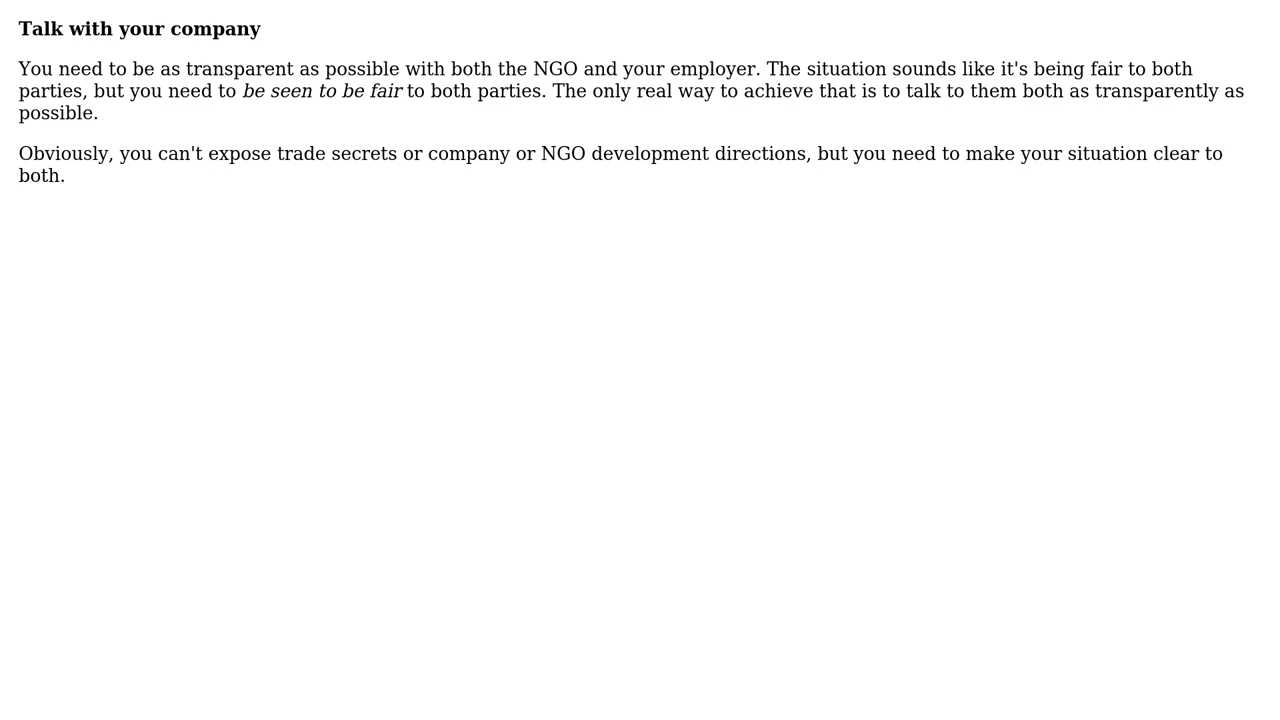 Talk with your company
You need to be as transparent as possible with both the NGO and your employer. The situation sounds like it's being fair to both
parties, but you need to be seen to be fair to both parties. The only real way to achieve that is to talk to them both as transparently as
possible.
Obviously, you can't expose trade secrets or company or NGO development directions, but you need to make your situation clear to
both.